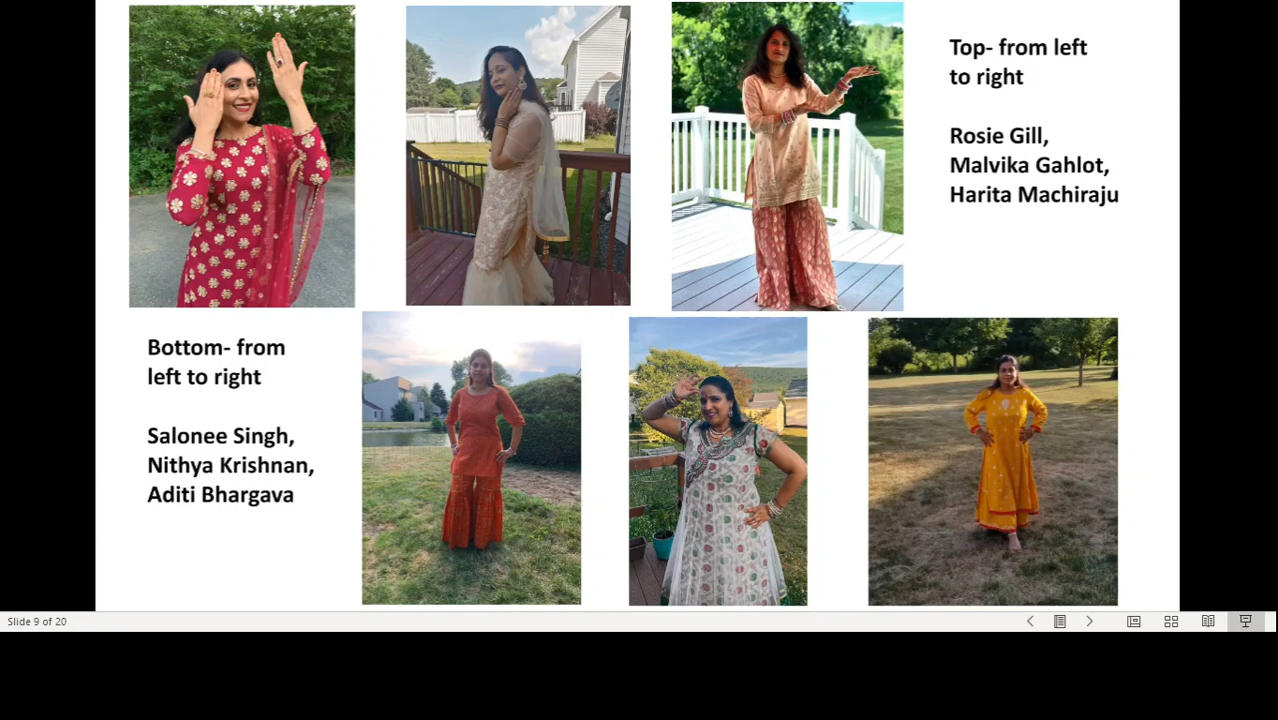 Top- from left
to right
Rosie Gill,
Malvika Gahlot,
Harita Machiraju
Bottom- from
left to right
Salonee Singh,
Nithya Krishnan,
Aditi Bhargava
Slide 9 of 20